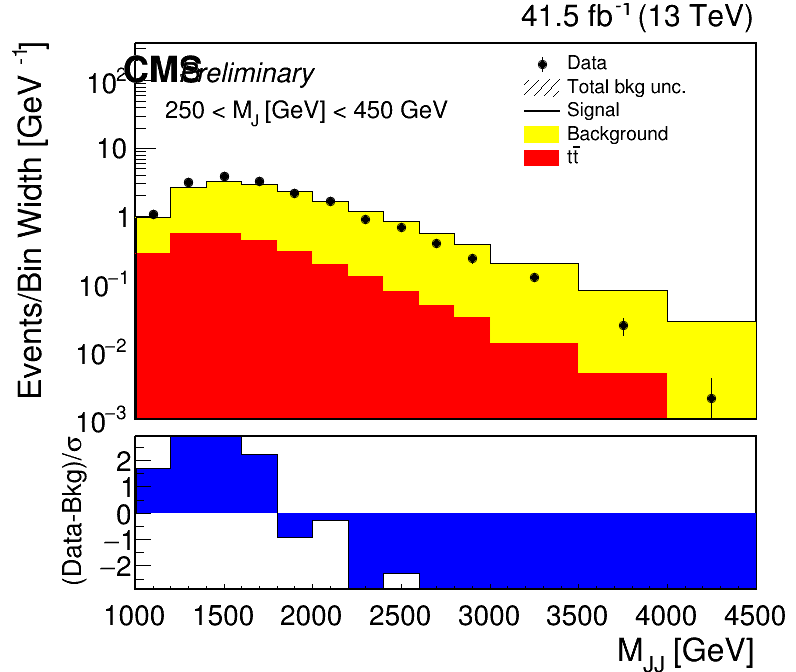 41.5 fb⁻¹ (13 TeV)
CMS Preliminary
250 < M_J [GeV] < 450 GeV
Data
Total bkg unc.
Signal
Background
tt̄
Events/Bin Width [GeV⁻¹]
10²
10
1
10⁻¹
10⁻²
10⁻³
(Data-Bkg)/σ
2
1
0
−1
−2
1000 1500 2000 2500 3000 3500 4000 4500
M_JJ [GeV]